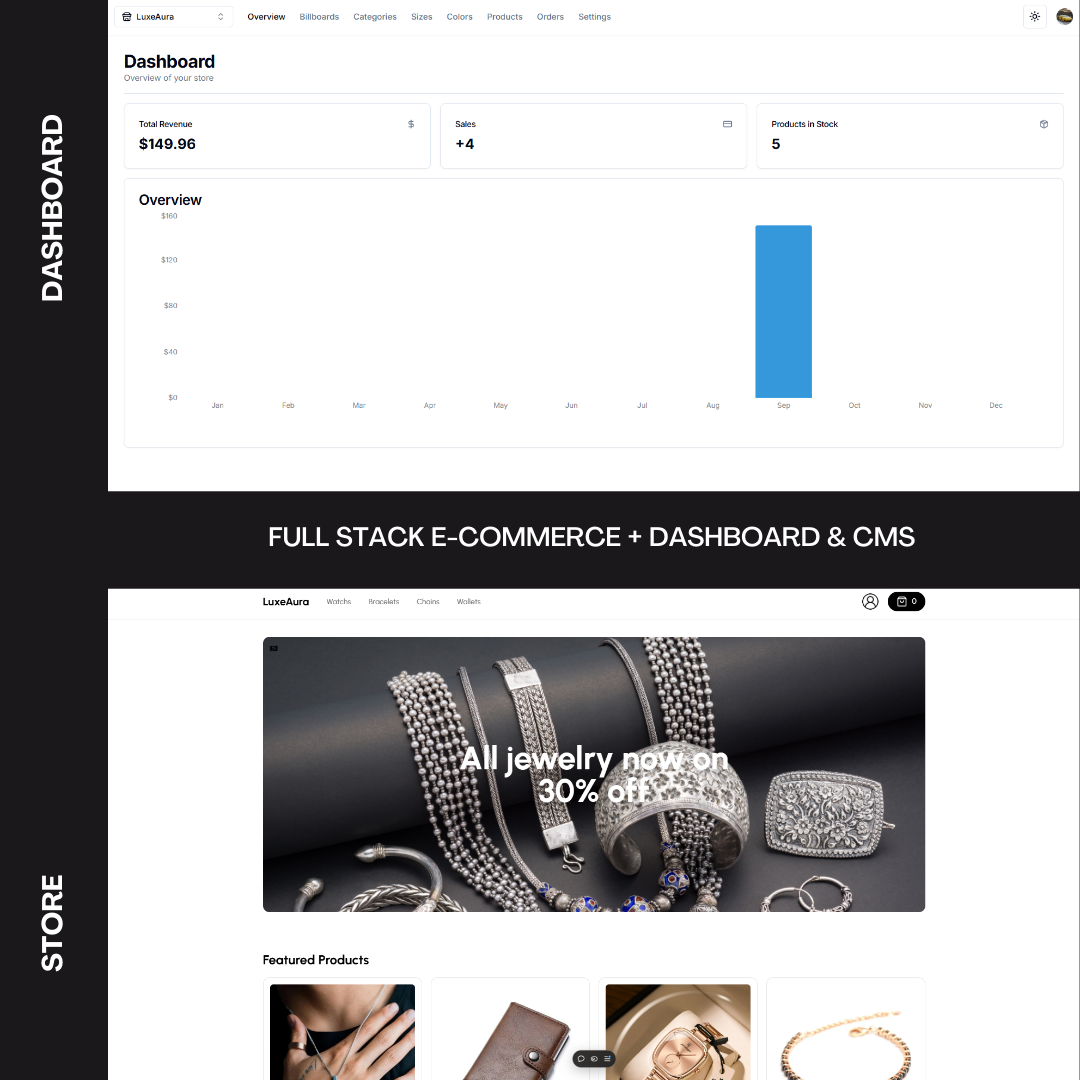 LuxeAura Overview Billboards Categories Sizes Colors Products Orders Settings
Dashboard
Overview of your store
Total Revenue
$149.96
Sales
+4
Products in Stock
5
Overview
$160
$120
$80
$40
$0
Jan Feb Mar Apr May Jun Jul Aug Sep Oct Nov Dec
DASHBOARD
FULL STACK E-COMMERCE + DASHBOARD & CMS
LuxeAura Watchs Bracelets Chains Wallets 0
All jewelry now on
30% off
STORE
Featured Products